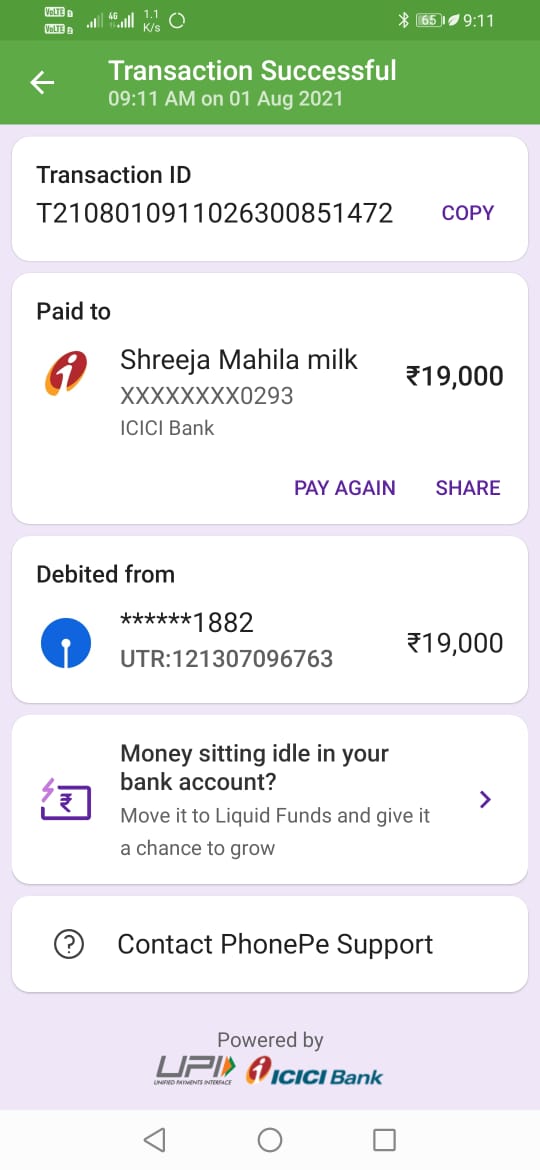 VoLTE
VoLTE
4G
1.1
K/s
65
9:11
Transaction Successful
09:11 AM on 01 Aug 2021
Transaction ID
T2108010911026300851472
COPY
Paid to
Shreeja Mahila milk
₹19,000
XXXXXXXX0293
ICICI Bank
PAY AGAIN
SHARE
Debited from
******1882
₹19,000
UTR:121307096763
Money sitting idle in your
bank account?
Move it to Liquid Funds and give it
a chance to grow
Contact PhonePe Support
Powered by
UPI
UNIFIED PAYMENTS INTERFACE
ICICI Bank